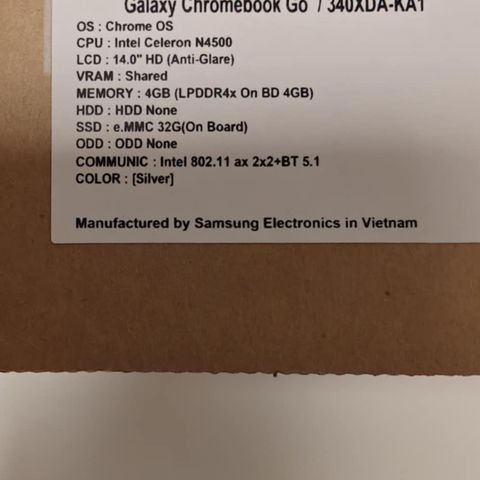 Galaxy Chromebook Go / 340XDA-KA1
OS : Chrome OS
CPU : Intel Celeron N4500
LCD : 14.0" HD (Anti-Glare)
VRAM : Shared
MEMORY : 4GB (LPDDR4x On BD 4GB)
HDD : HDD None
SSD : e.MMC 32G(On Board)
ODD : ODD None
COMMUNIC : Intel 802.11 ax 2x2+BT 5.1
COLOR : [Silver]
Manufactured by Samsung Electronics in Vietnam